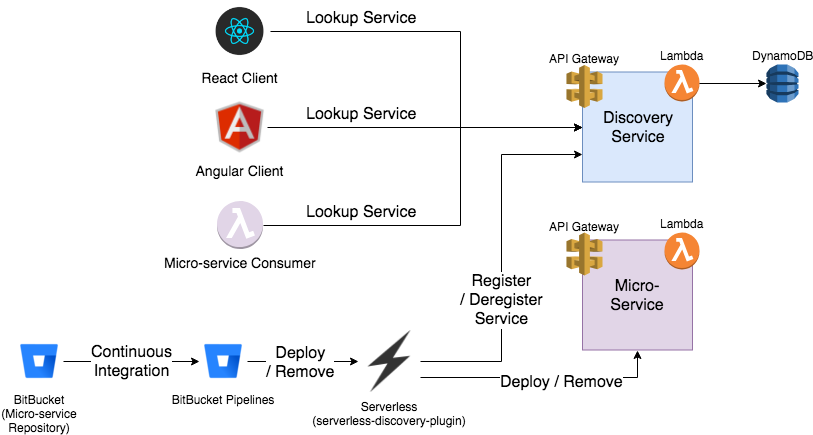 Lookup Service
React Client
Lookup Service
Angular Client
Lookup Service
Micro-service Consumer
API Gateway
Lambda
DynamoDB
Discovery
Service
API Gateway
Lambda
Micro-
Service
Register
/ Deregister
Service
BitBucket
(Micro-service
Repository)
Continuous
Integration
BitBucket Pipelines
Deploy
/ Remove
Serverless
(serverless-discovery-plugin)
Deploy / Remove